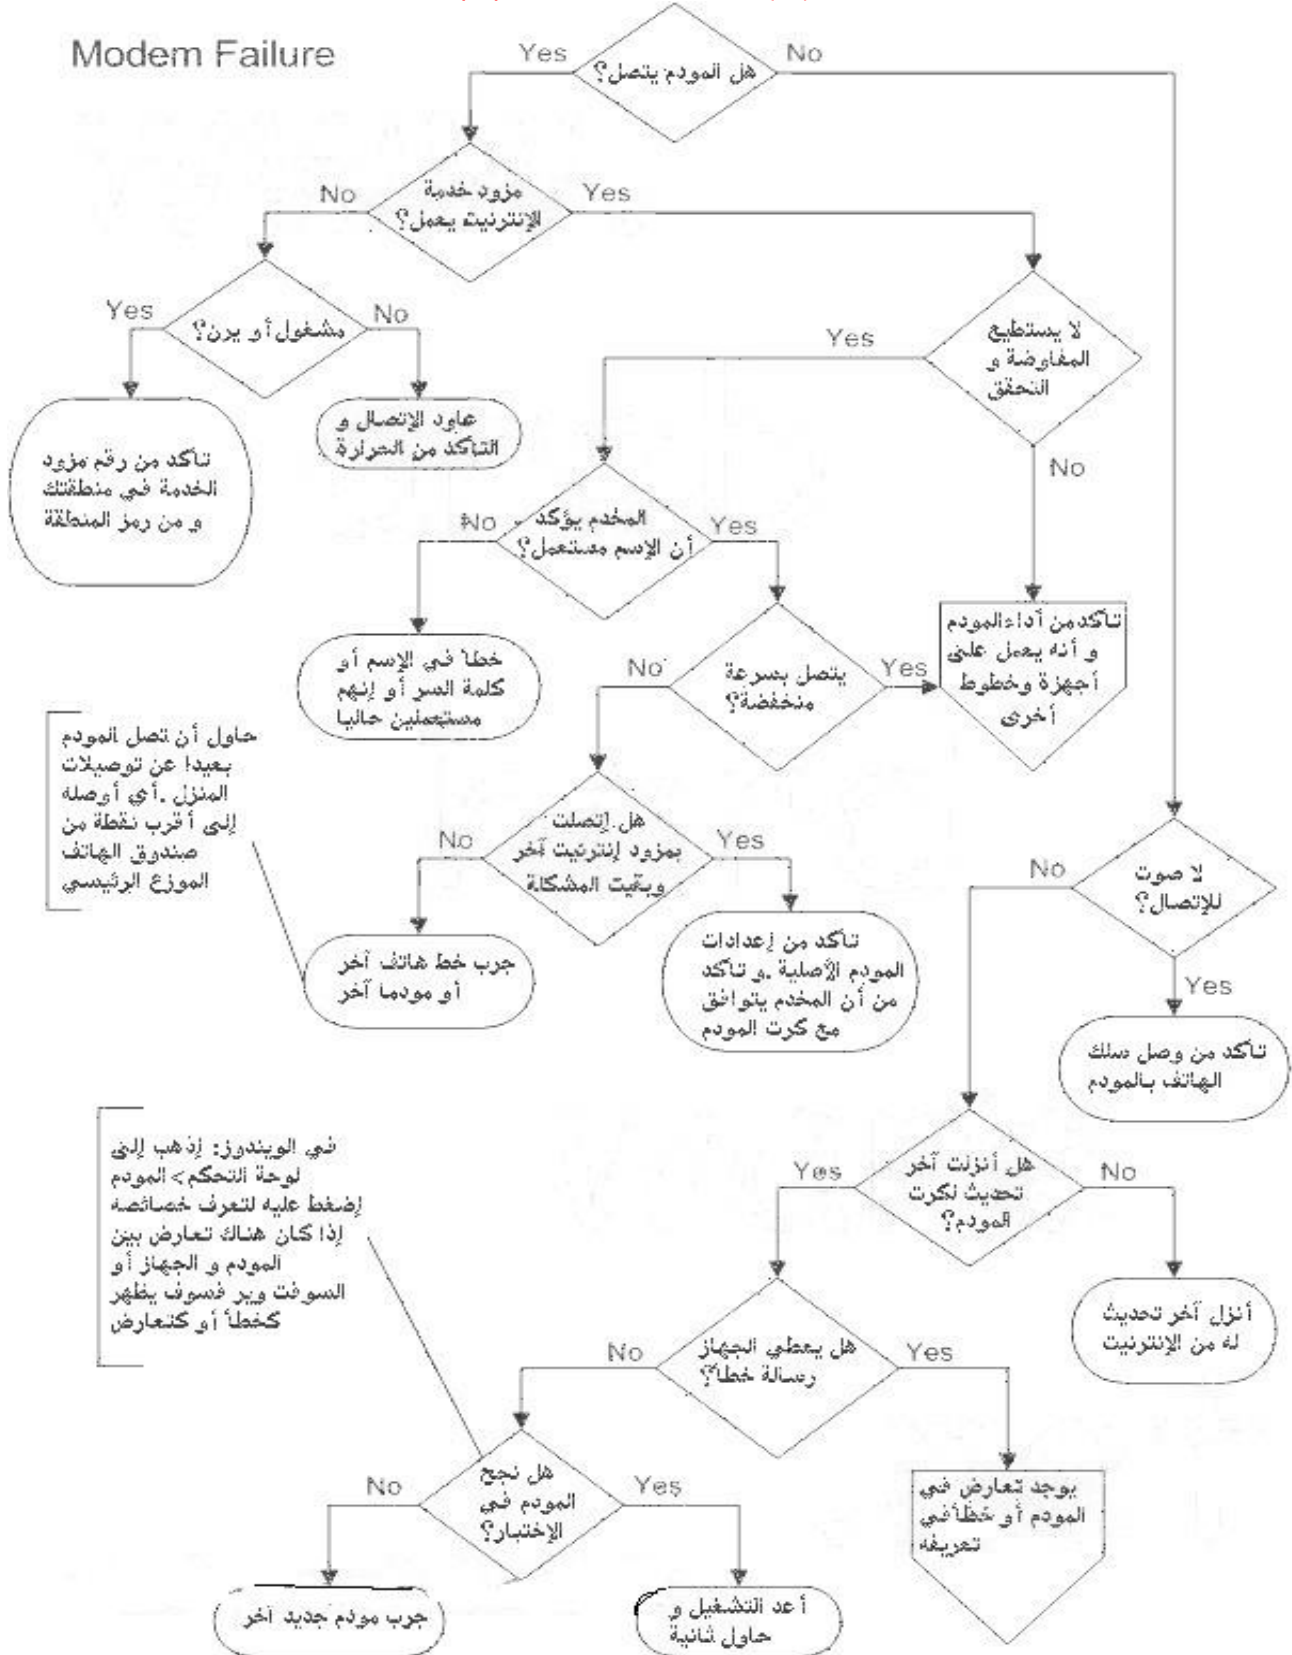 Modem Failure
Yes
هل المودم يتصل؟
No
No
مزود خدمة
الإنترنيت يعمل؟
Yes
Yes
مشغول أو يرن؟
No
Yes
لا يستطيع
المفاوضة و
التحقق
No
تأكد من رقم مزود
الخدمة في منطقتك
و من رمز المنطقة
عاود الإتصال و
التأكد من الحرارة
No
المخدم يؤكد
أن الإسم مستعمل؟
Yes
خطأ في الإسم أو
كلمة السر أو إنهم
مستعملين حاليا
No
يتصل بسرعة
منخفضة؟
Yes
تأكد من أداء المودم
و أنه يعمل على
أجهزة وخطوط
أخرى
حاول أن تصل المودم
بعيدا عن توصيلات
المنزل .أي أوصله
إلى أقرب نقطة من
صندوق الهاتف
الموزع الرئيسي
No
هل إتصلت
بمزود إنترنيت آخر
وبقيت المشكلة
Yes
No
لا صوت
للإتصال؟
Yes
جرب خط هاتف آخر
أو مودما آخر
تأكد من إعدادات
المودم الأصلية .و تأكد
من أن المخدم يتوافق
مع كرت المودم
تأكد من وصل سلك
الهاتف بالمودم
في الويندوز: إذهب إلى
لوحة التحكم > المودم
إضغط عليه لتعرف خصائصه
إذا كان هناك تعارض بين
المودم و الجهاز أو
السوفت وير فسوف يظهر
كخطأ أو كتعارض
Yes
هل أنزلت آخر
تحديث لكرت
المودم؟
No
أنزل آخر تحديث
له من الإنترنيت
No
هل يعطي الجهاز
رسالة خطأ؟
Yes
No
هل نجح
المودم في
الإختبار؟
Yes
يوجد تعارض في
المودم أو خطأ في
تعريفه
جرب مودم جديد آخر
أعد التشغيل و
حاول ثانية